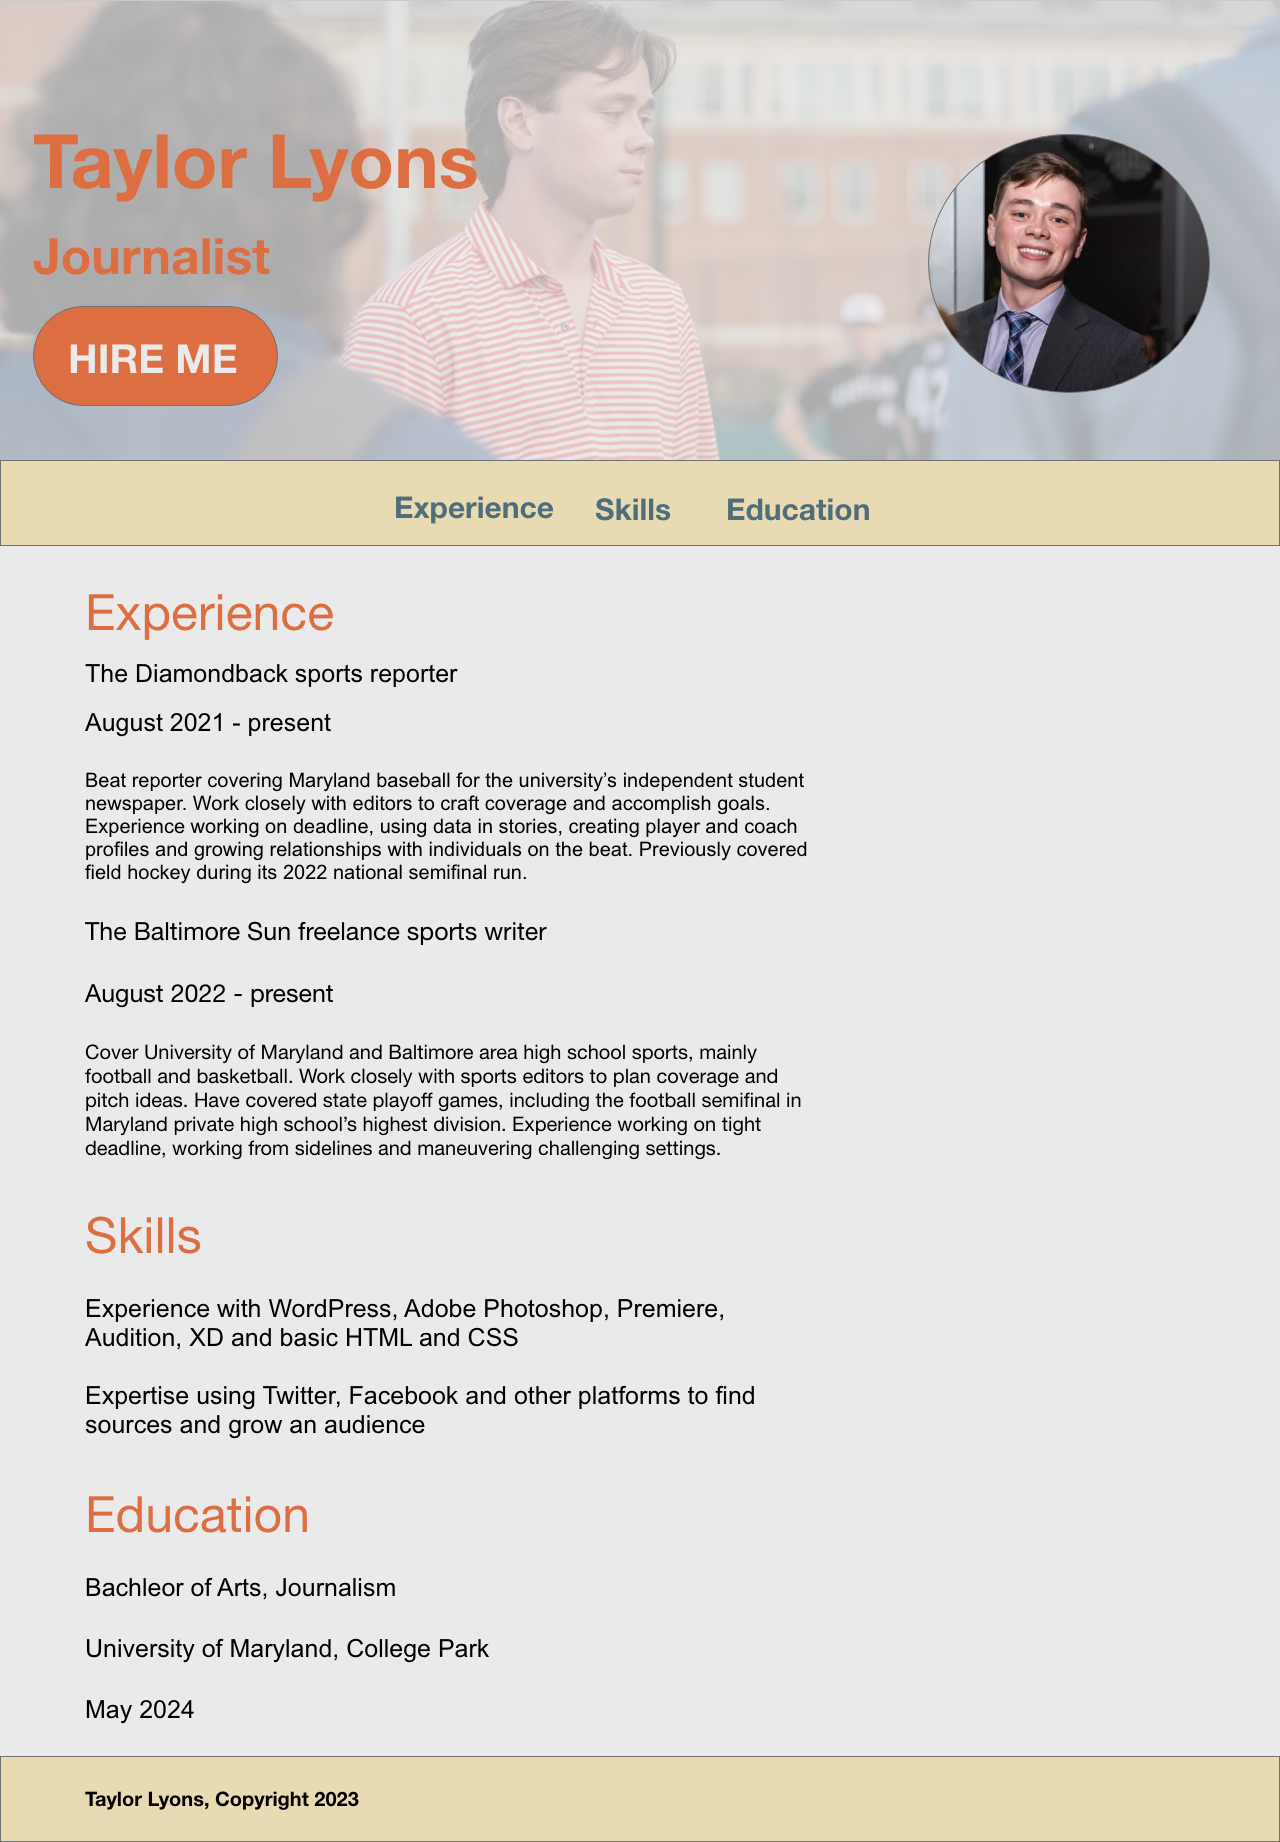 Taylor Lyons
Journalist
HIRE ME
Experience Skills Education
Experience
The Diamondback sports reporter
August 2021 - present
Beat reporter covering Maryland baseball for the university’s independent student
newspaper. Work closely with editors to craft coverage and accomplish goals.
Experience working on deadline, using data in stories, creating player and coach
profiles and growing relationships with individuals on the beat. Previously covered
field hockey during its 2022 national semifinal run.
The Baltimore Sun freelance sports writer
August 2022 - present
Cover University of Maryland and Baltimore area high school sports, mainly
football and basketball. Work closely with sports editors to plan coverage and
pitch ideas. Have covered state playoff games, including the football semifinal in
Maryland private high school’s highest division. Experience working on tight
deadline, working from sidelines and maneuvering challenging settings.
Skills
Experience with WordPress, Adobe Photoshop, Premiere,
Audition, XD and basic HTML and CSS
Expertise using Twitter, Facebook and other platforms to find
sources and grow an audience
Education
Bachleor of Arts, Journalism
University of Maryland, College Park
May 2024
Taylor Lyons, Copyright 2023